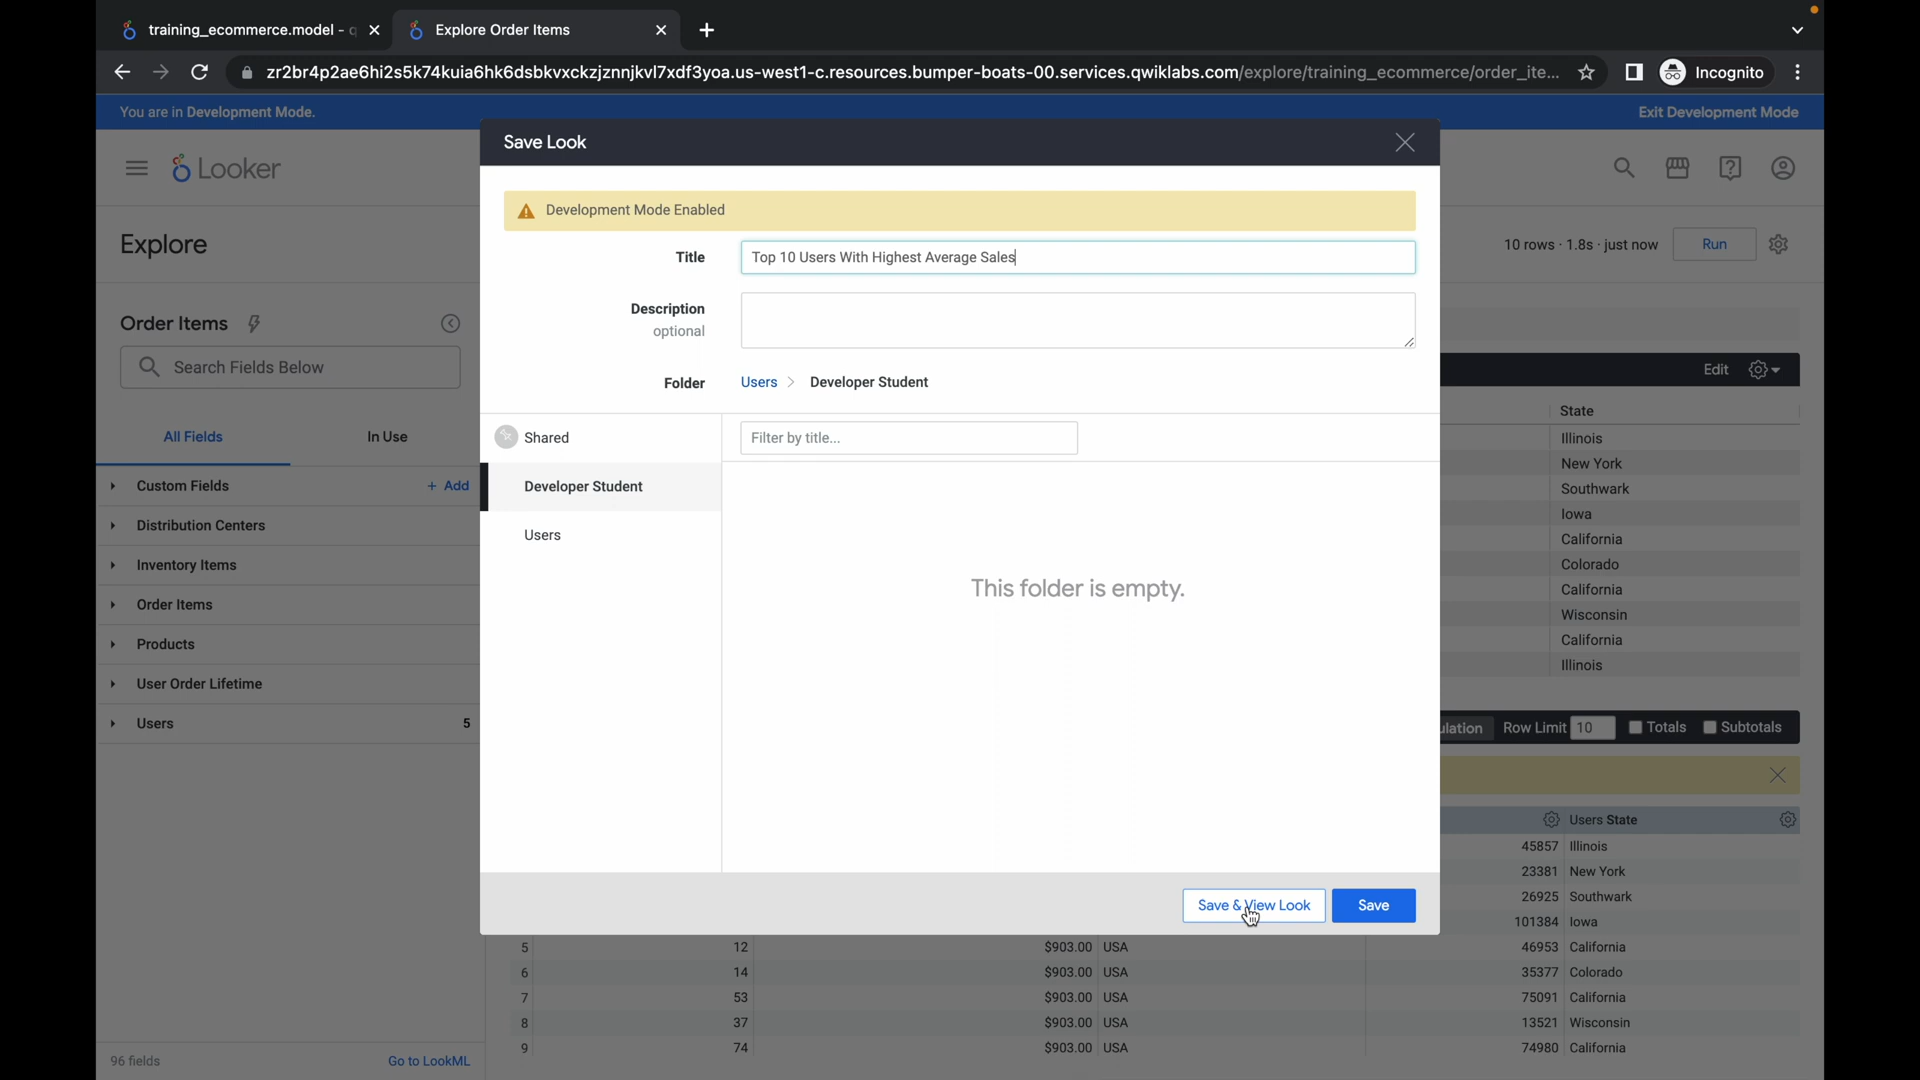 training_ecommerce.model - q
Explore Order Items
zr2br4p2ae6hi2s5k74kuia6hk6dsbkvxckzjznnjkvl7xdf3yoa.us-west1-c.resources.bumper-boats-00.services.qwiklabs.com/explore/training_ecommerce/order_ite...
Incognito
You are in Development Mode.
Exit Development Mode
Looker
Explore
10 rows · 1.8s · just now
Run
Order Items
Search Fields Below
All Fields
In Use
Custom Fields
+ Add
Distribution Centers
Inventory Items
Order Items
Products
User Order Lifetime
Users 5
96 fields
Go to LookML
Save Look
Development Mode Enabled
Title
Top 10 Users With Highest Average Sales
Description
optional
Folder
Users > Developer Student
Shared
Filter by title...
Developer Student
Users
This folder is empty.
Save & View Look
Save
Edit
State
Illinois
New York
Southwark
Iowa
California
Colorado
California
Wisconsin
California
Illinois
ulation
Row Limit 10
Totals
Subtotals
Users State
45857 Illinois
23381 New York
26925 Southwark
101384 Iowa
5 12 $903.00 USA 46953 California
6 14 $903.00 USA 35377 Colorado
7 53 $903.00 USA 75091 California
8 37 $903.00 USA 13521 Wisconsin
9 74 $903.00 USA 74980 California